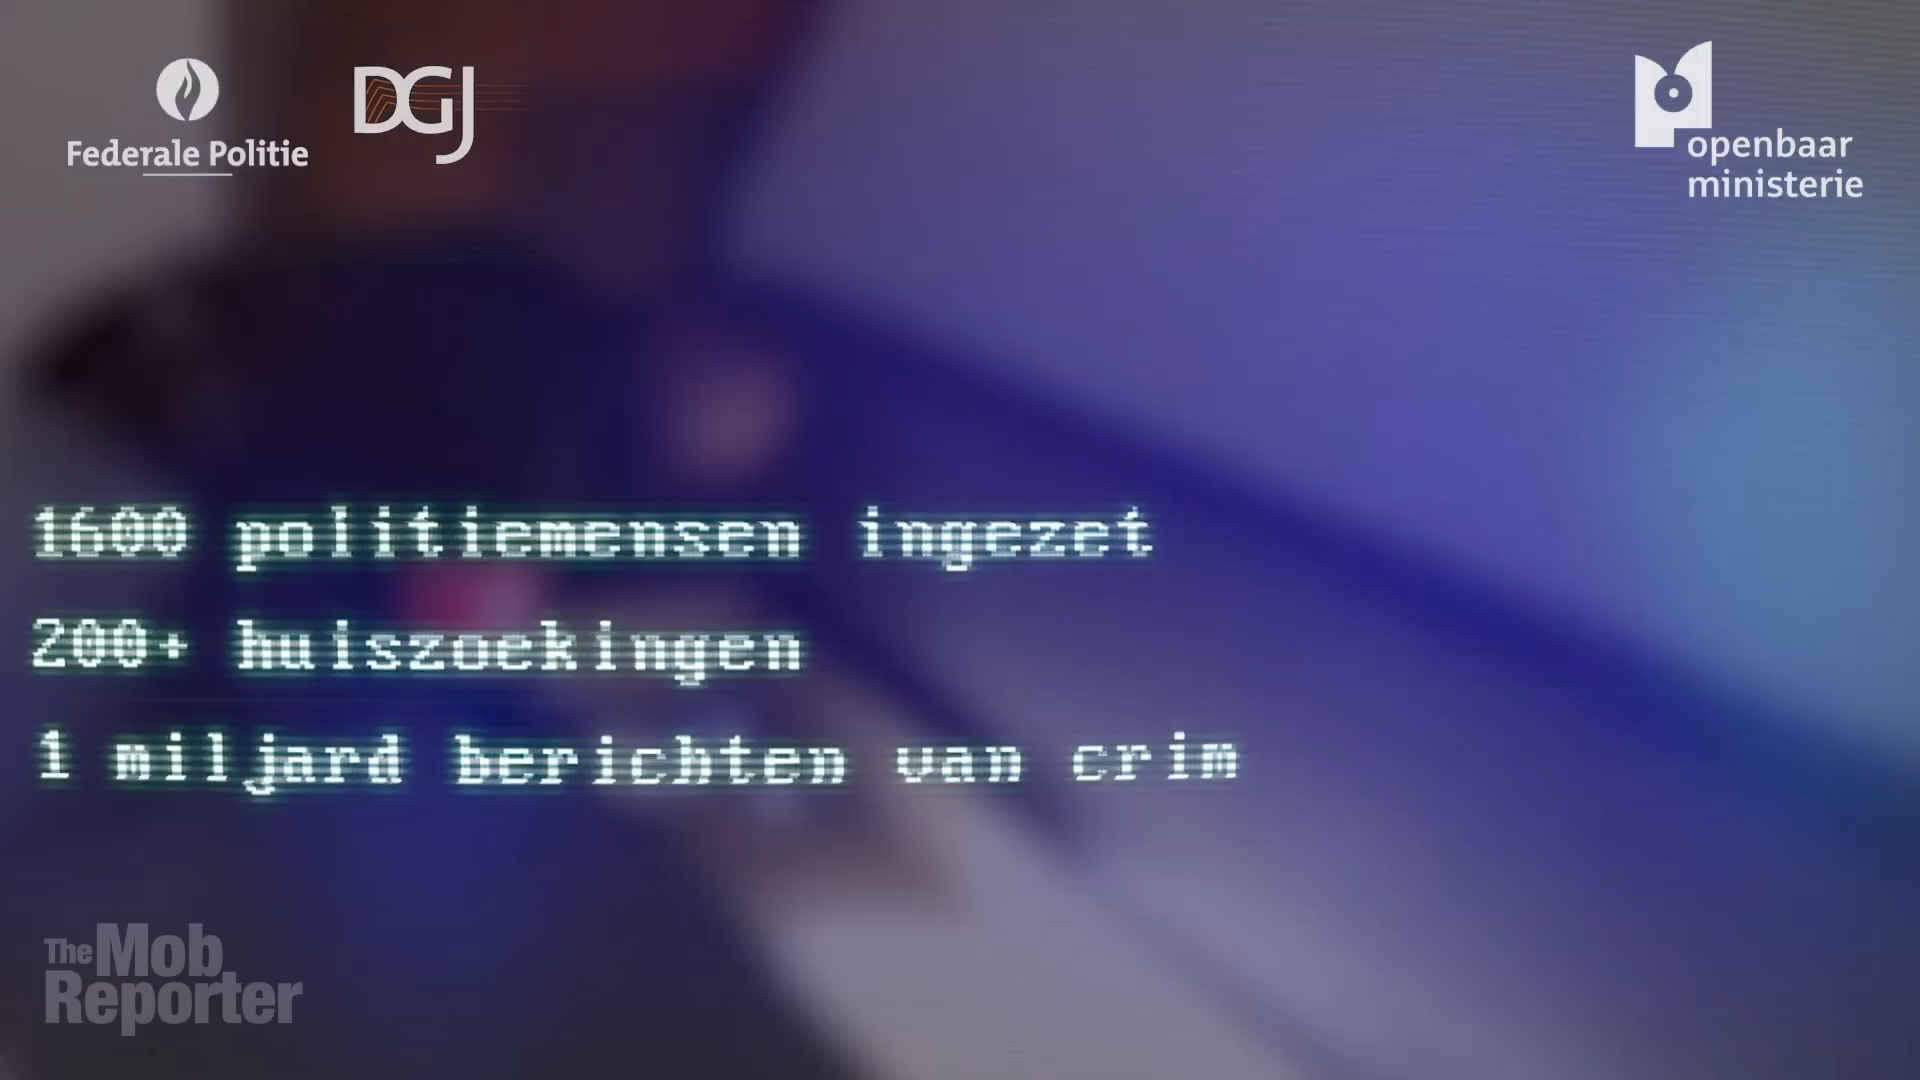 Federale Politie
DGJ
openbaar
ministerie
1600 politiemensen ingezet
200+ huiszoekingen
1 miljard berichten van crim
The Mob
Reporter